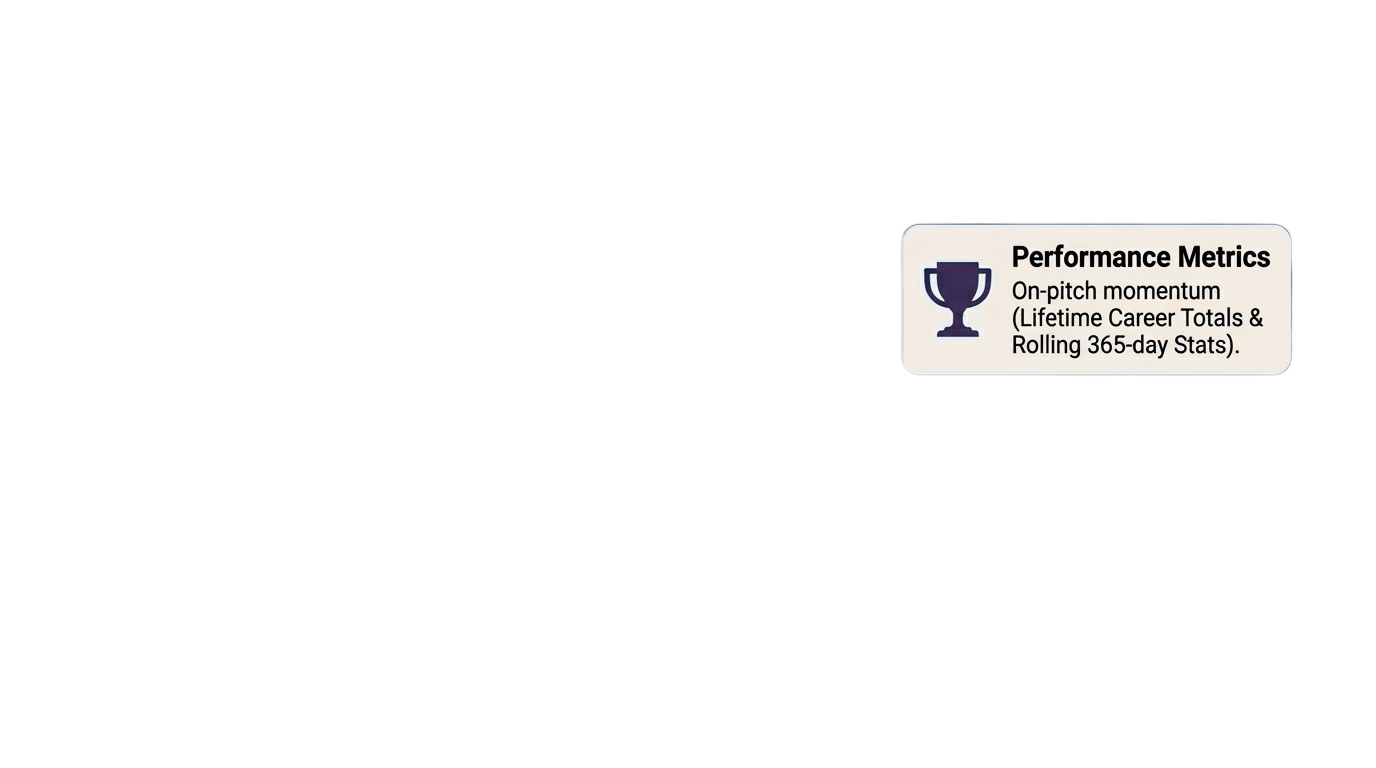 Performance Metrics
On-pitch momentum
(Lifetime Career Totals &
Rolling 365-day Stats).